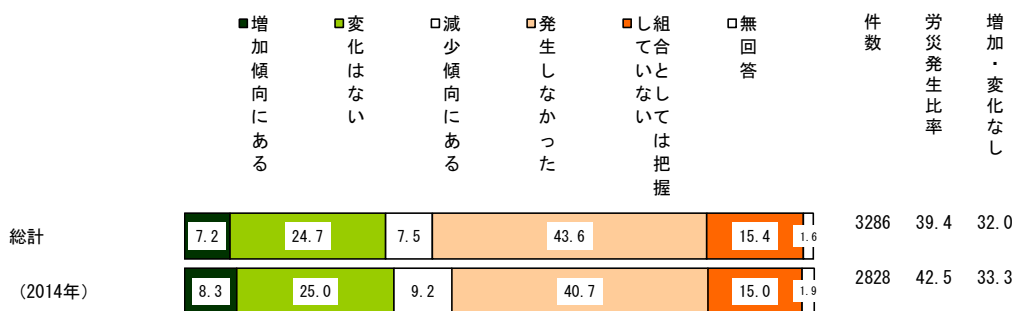 増加傾向にある
変化はない
減少傾向にある
発生しなかった
組合としては把握
していない
無回答
件数
労災発生比率
増加・変化なし
総計
7.2
24.7
7.5
43.6
15.4
1.6
3286
39.4
32.0
（2014年）
8.3
25.0
9.2
40.7
15.0
1.9
2828
42.5
33.3